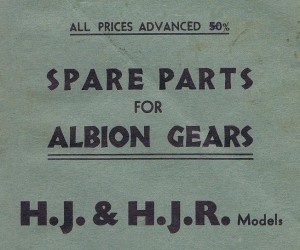 ALL PRICES ADVANCED 50%
SPARE PARTS
FOR
ALBION GEARS
H.J. & H.J.R. Models